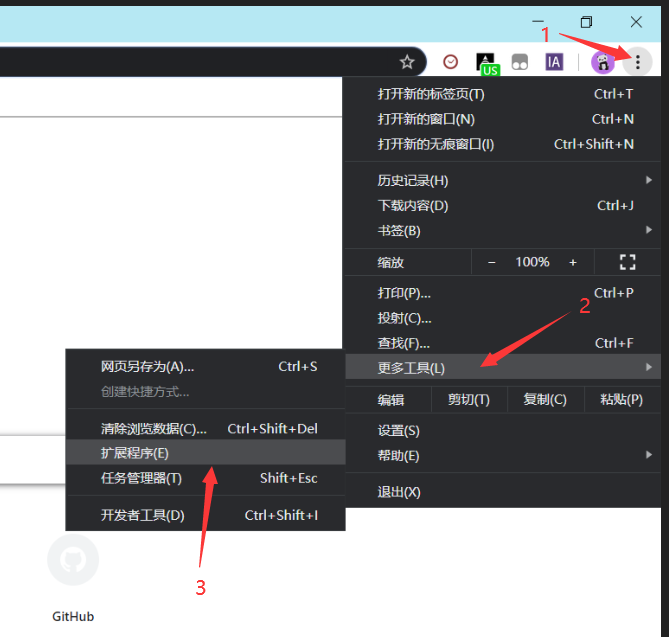 1
US
IA
打开新的标签页(T) Ctrl+T
打开新的窗口(N) Ctrl+N
打开新的无痕窗口(I) Ctrl+Shift+N
历史记录(H)
下载内容(D) Ctrl+J
书签(B)
缩放 − 100% +
打印(P)... Ctrl+P
2
投射(C)...
查找(F)... Ctrl+F
更多工具(L)
编辑 剪切(T) 复制(C) 粘贴(P)
设置(S)
帮助(E)
退出(X)
网页另存为(A)... Ctrl+S
创建快捷方式...
清除浏览数据(C)... Ctrl+Shift+Del
扩展程序(E)
任务管理器(T) Shift+Esc
开发者工具(D) Ctrl+Shift+I
3
GitHub